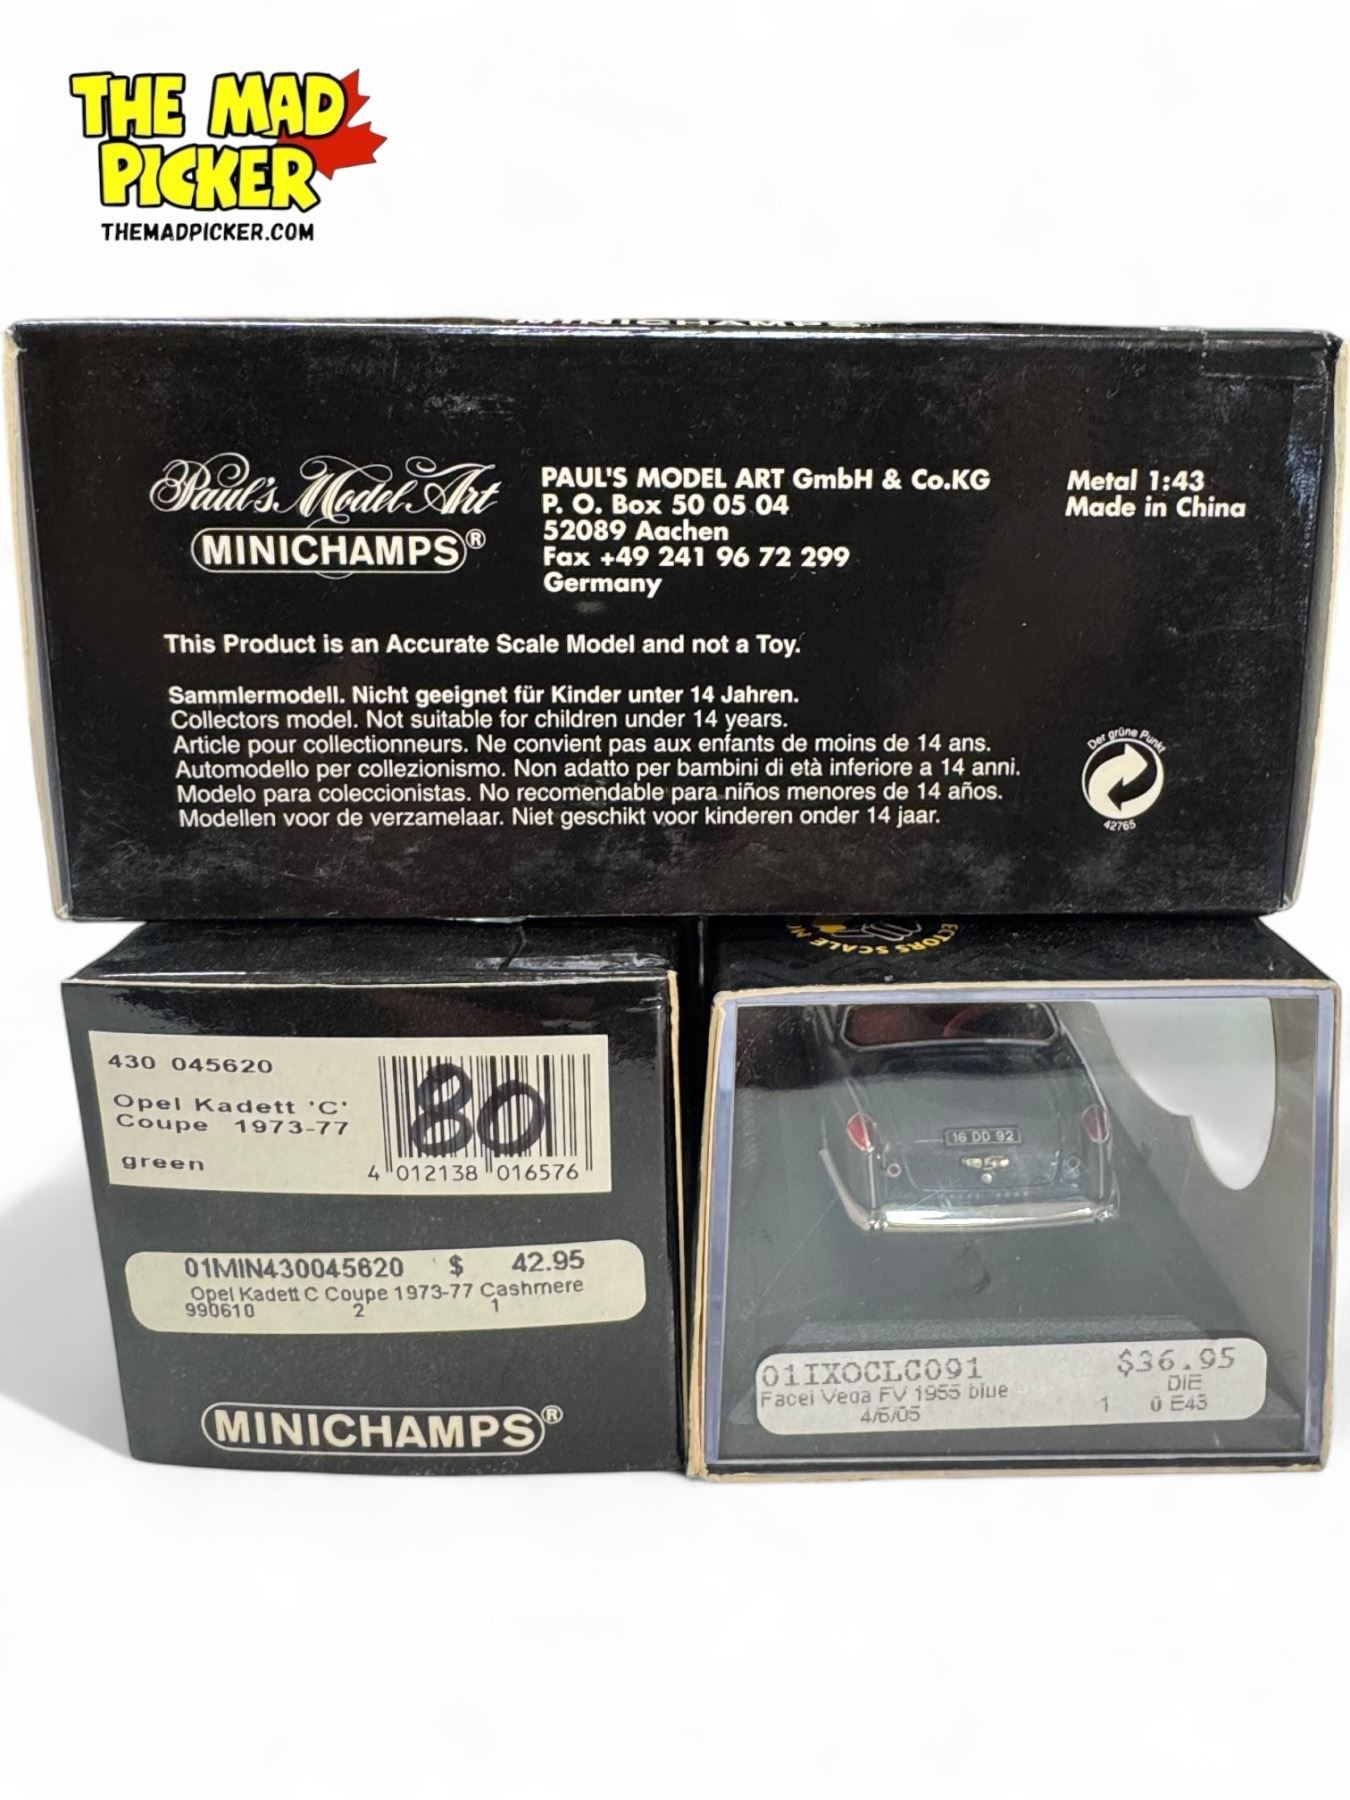 THE MAD
PICKER
THEMADPICKER.COM
MINICHAMPS
Paul's Model Art
MINICHAMPS®
PAUL'S MODEL ART GmbH & Co.KG
P. O. Box 50 05 04
52089 Aachen
Fax +49 241 96 72 299
Germany
Metal 1:43
Made in China
This Product is an Accurate Scale Model and not a Toy.
Sammlermodell. Nicht geeignet für Kinder unter 14 Jahren.
Collectors model. Not suitable for children under 14 years.
Article pour collectionneurs. Ne convient pas aux enfants de moins de 14 ans.
Automodello per collezionismo. Non adatto per bambini di età inferiore a 14 anni.
Modelo para coleccionistas. No recomendable para niños menores de 14 años.
Modellen voor de verzamelaar. Niet geschikt voor kinderen onder 14 jaar.
Der grüne Punkt
42765
430 045620
Opel Kadett 'C'
Coupe 1973-77
green
80
4 012138 016576
01MIN430045620 $ 42.95
Opel Kadett C Coupe 1973-77 Cashmere
990610 2 1
MINICHAMPS®
ECTORS SCALE
16 DD 92
01IXOCLC091 $36.95
Facel Vega FV 1955 blue DIE
4/6/05 1 0 E43